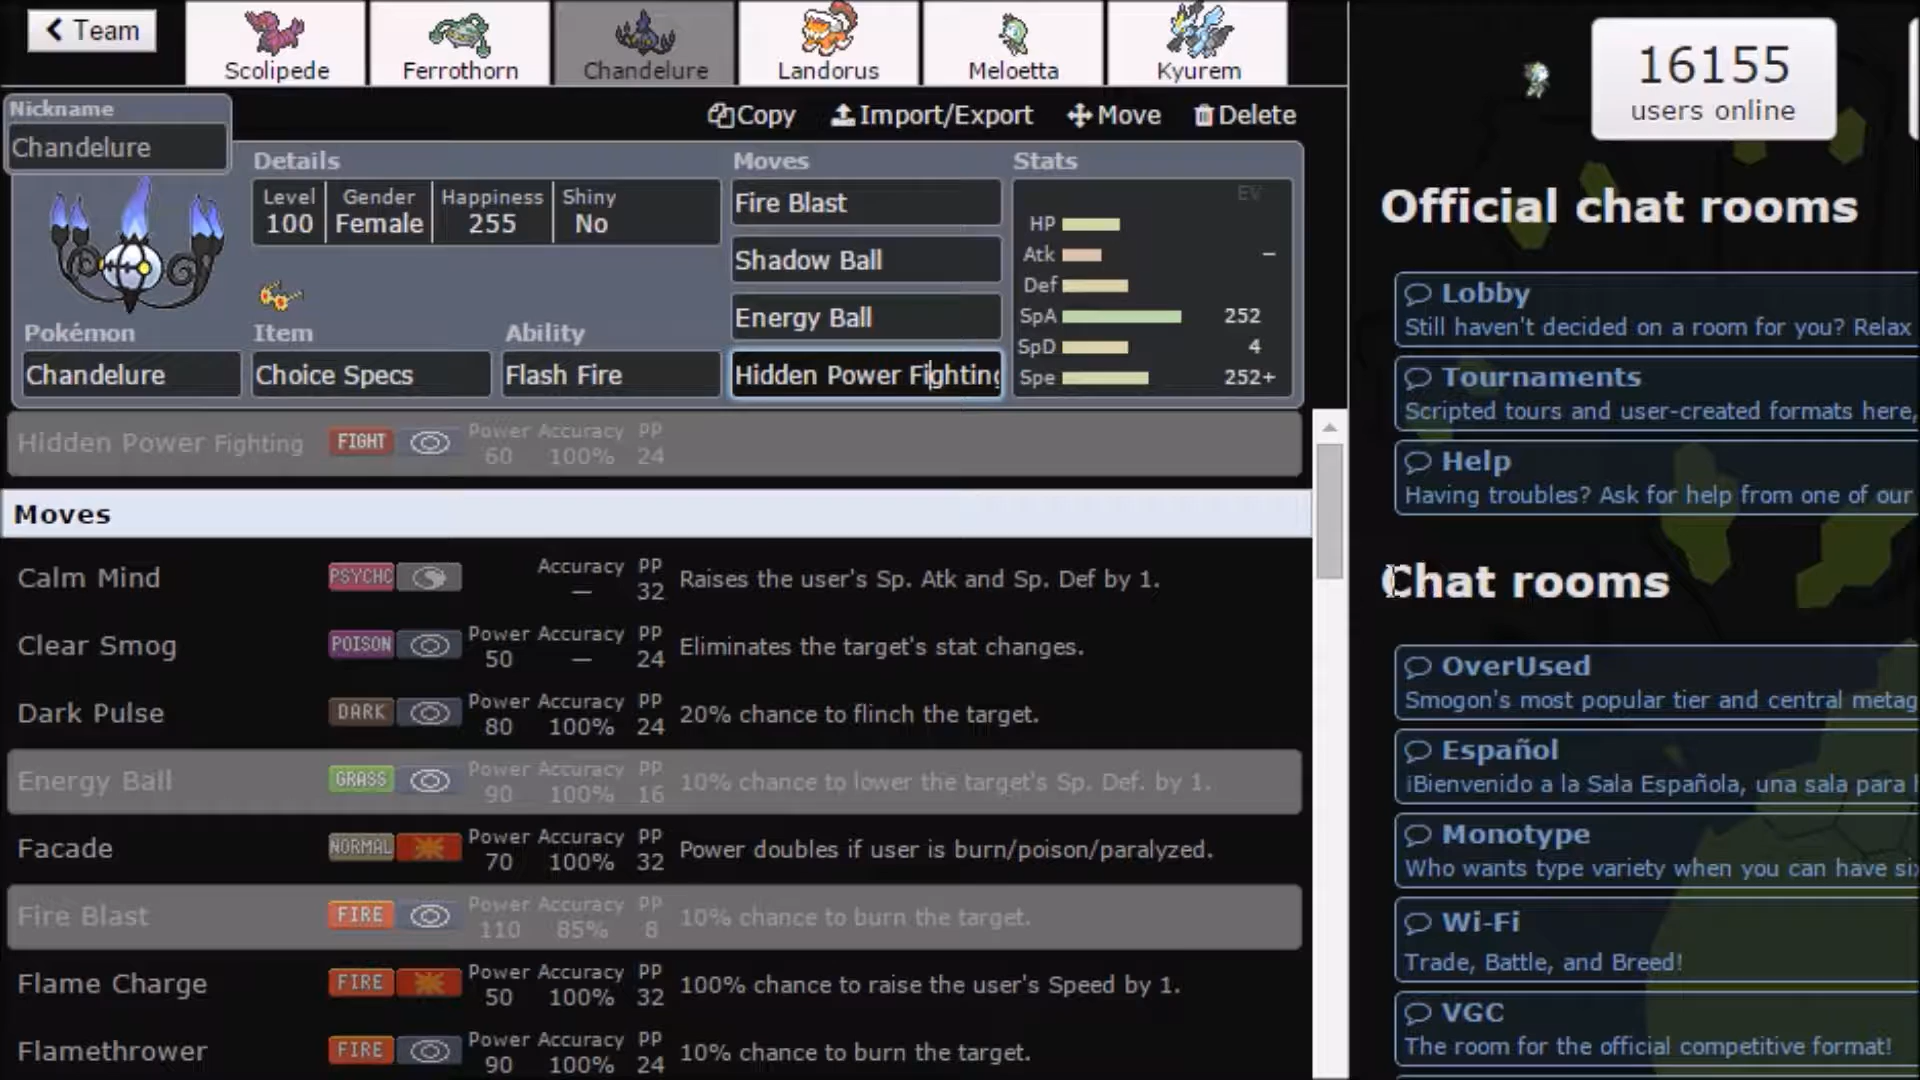 Team
Scolipede
Ferrothorn
Chandelure
Landorus
Meloetta
Kyurem
Nickname
Chandelure
Copy
Import/Export
Move
Delete
Details
Level
100
Gender
Female
Happiness
255
Shiny
No
Pokémon
Chandelure
Item
Choice Specs
Ability
Flash Fire
Moves
Fire Blast
Shadow Ball
Energy Ball
Hidden Power Fighting
Stats
EV
HP
Atk –
Def
SpA 252
SpD 4
Spe 252+
Hidden Power Fighting FIGHT Power Accuracy PP
60 100% 24
Moves
Calm Mind PSYCHC Accuracy PP Raises the user's Sp. Atk and Sp. Def by 1.
— 32
Clear Smog POISON Power Accuracy PP Eliminates the target's stat changes.
50 — 24
Dark Pulse DARK Power Accuracy PP 20% chance to flinch the target.
80 100% 24
Energy Ball GRASS Power Accuracy PP 10% chance to lower the target's Sp. Def. by 1.
90 100% 16
Facade NORMAL Power Accuracy PP Power doubles if user is burn/poison/paralyzed.
70 100% 32
Fire Blast FIRE Power Accuracy PP 10% chance to burn the target.
110 85% 8
Flame Charge FIRE Power Accuracy PP 100% chance to raise the user's Speed by 1.
50 100% 32
Flamethrower FIRE Power Accuracy PP 10% chance to burn the target.
90 100% 24
16155
users online
Official chat rooms
Lobby
Still haven't decided on a room for you? Relax
Tournaments
Scripted tours and user-created formats here,
Help
Having troubles? Ask for help from one of our
Chat rooms
OverUsed
Smogon's most popular tier and central metag
Español
¡Bienvenido a la Sala Española, una sala para
Monotype
Who wants type variety when you can have si
Wi-Fi
Trade, Battle, and Breed!
VGC
The room for the official competitive format!